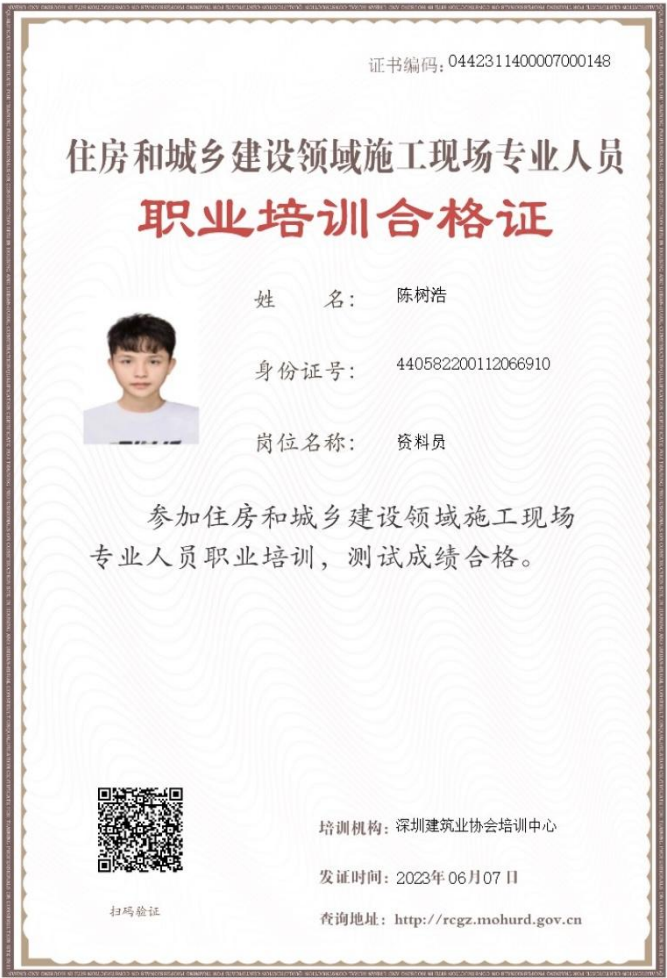 证书编码：0442311400007000148
住房和城乡建设领域施工现场专业人员
职业培训合格证
姓 名： 陈树浩
身份证号： 440582200112066910
岗位名称： 资料员
参加住房和城乡建设领域施工现场
专业人员职业培训，测试成绩合格。
培训机构：深圳建筑业协会培训中心
发证时间：2023年06月07日
扫码验证
查询地址：http://rcgz.mohurd.gov.cn